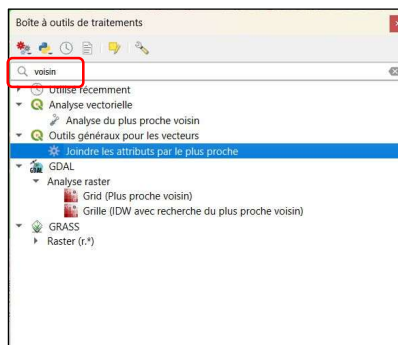 Boîte à outils de traitements
voisin
Utilisé récemment
Analyse vectorielle
Analyse du plus proche voisin
Outils généraux pour les vecteurs
Joindre les attributs par le plus proche
GDAL
Analyse raster
Grid (Plus proche voisin)
Grille (IDW avec recherche du plus proche voisin)
GRASS
Raster (r.*)